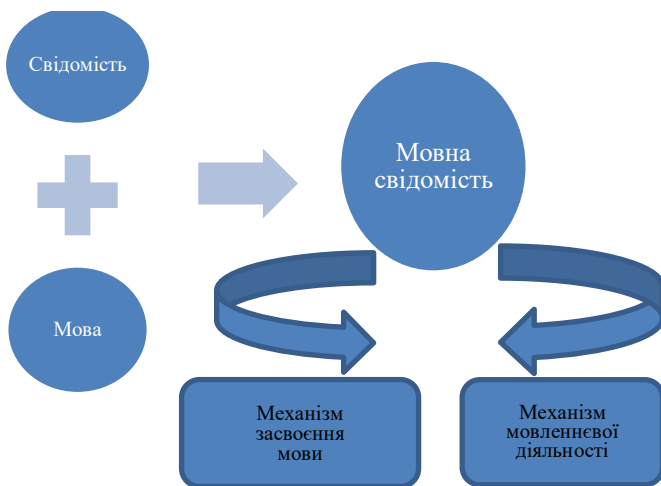 Свідомість
Мова
Мовна
свідомість
Механізм
засвоєння
мови
Механізм
мовленнєвої
діяльності